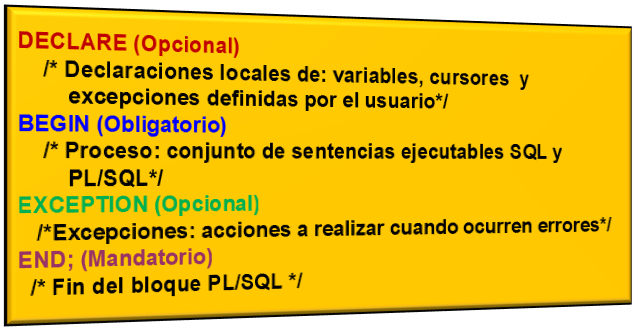 DECLARE (Opcional)
/* Declaraciones locales de: variables, cursores y
excepciones definidas por el usuario*/
BEGIN (Obligatorio)
/* Proceso: conjunto de sentencias ejecutables SQL y
PL/SQL*/
EXCEPTION (Opcional)
/*Excepciones: acciones a realizar cuando ocurren errores*/
END; (Mandatorio)
/* Fin del bloque PL/SQL */